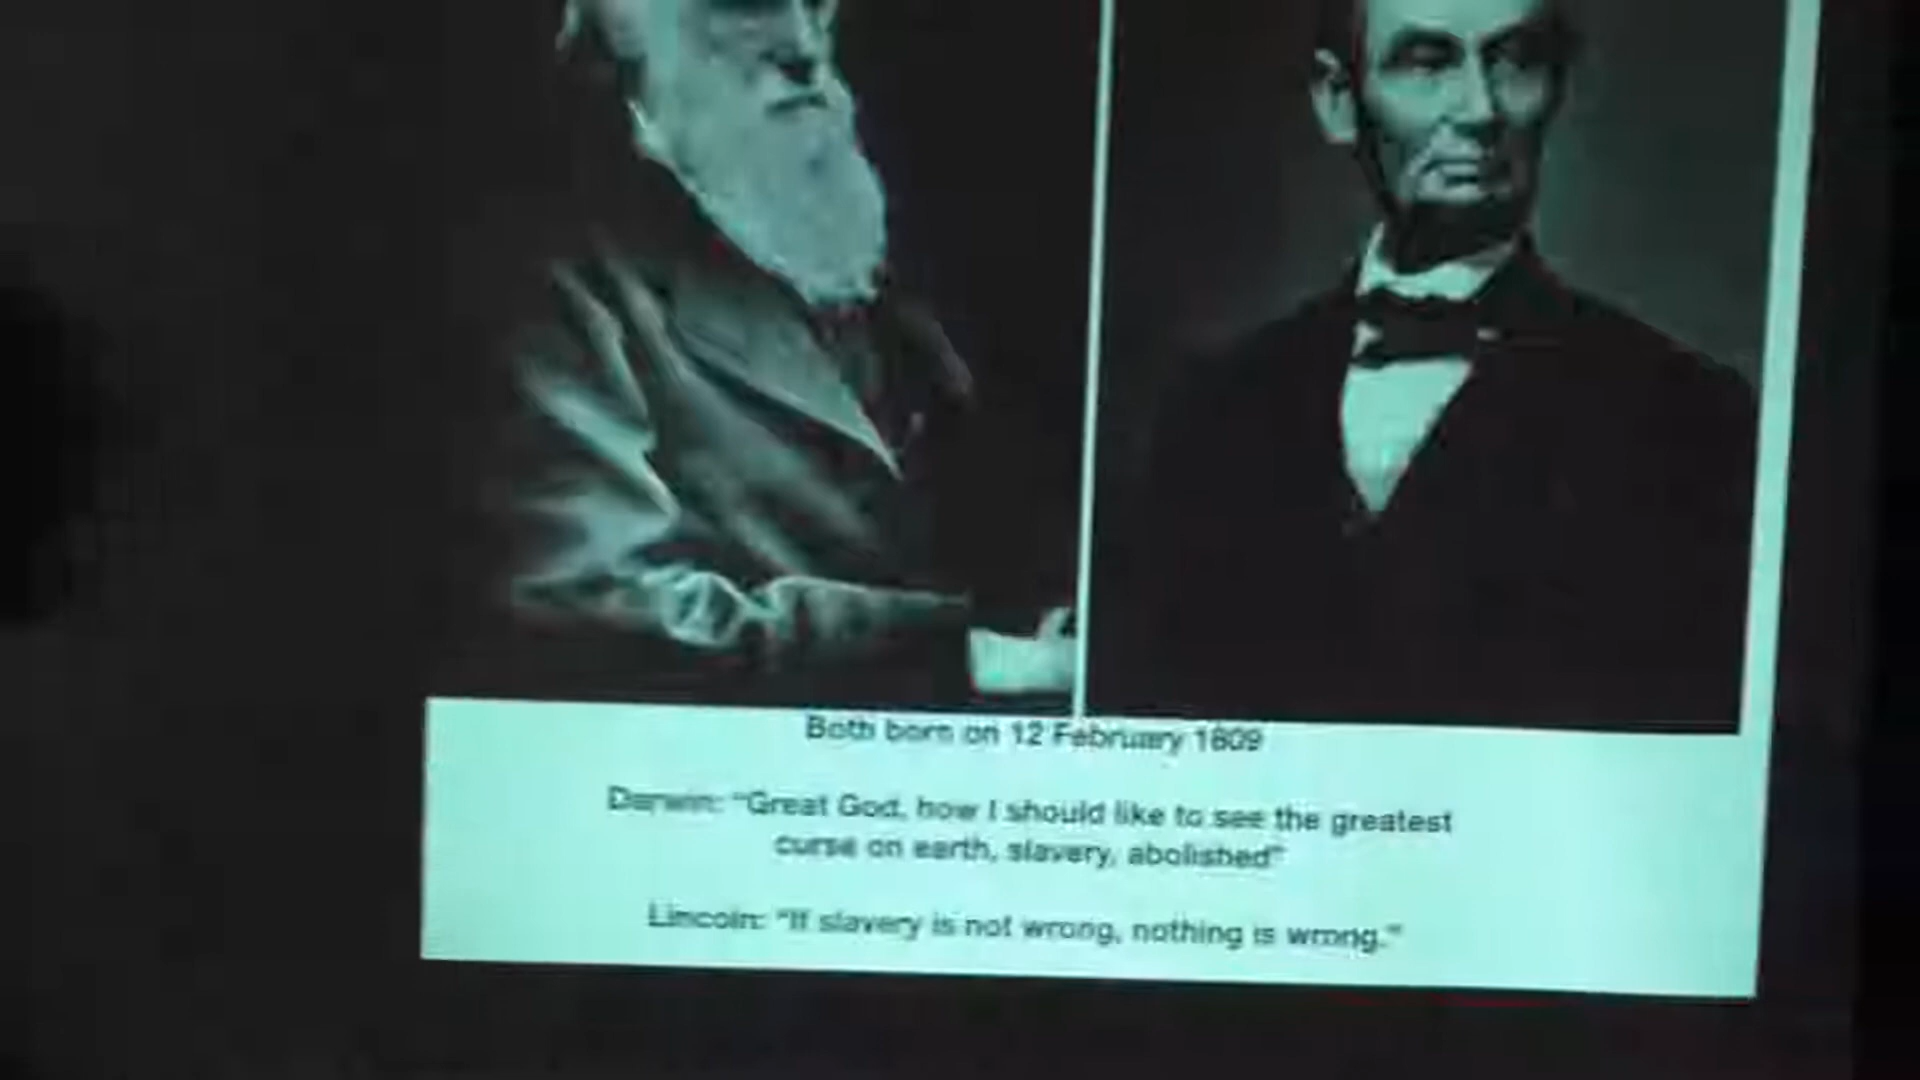 Both born on 12 February 1809
Darwin: "Great God, how I should like to see the greatest
curse on earth, slavery, abolished"
Lincoln: "If slavery is not wrong, nothing is wrong."